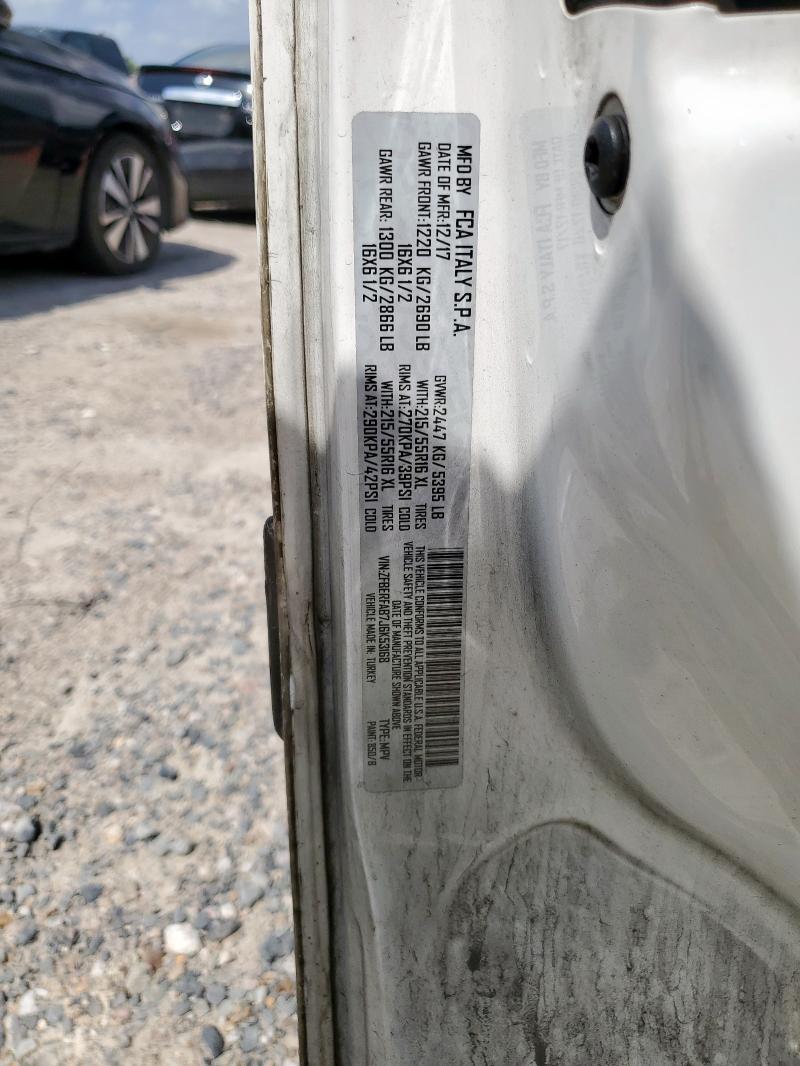 MFD BY FCA ITALY S.P.A.
DATE OF MFR:12/17 GVWR:2447 KG/5395 LB
GAWR FRONT:1220 KG/2690 LB WITH:215/55R16 XL TIRES
16X6 1/2 RIMS AT:270KPA/39PSI COLD
GAWR REAR: 1300 KG/2866 LB WITH:215/55R16 XL TIRES
16X6 1/2 RIMS AT:290KPA/42PSI COLD
THIS VEHICLE CONFORMS TO ALL APPLICABLE U.S.A. FEDERAL MOTOR
VEHICLE SAFETY AND THEFT PREVENTION STANDARDS IN EFFECT ON THE
DATE OF MANUFACTURE SHOWN ABOVE
VIN:ZFBERFAB7J6K53168 TYPE:MPV
VEHICLE MADE IN: TURKEY PAINT: 850/B